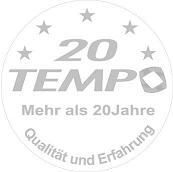 20
TEMPO
Mehr als 20Jahre
Qualität und Erfahrung